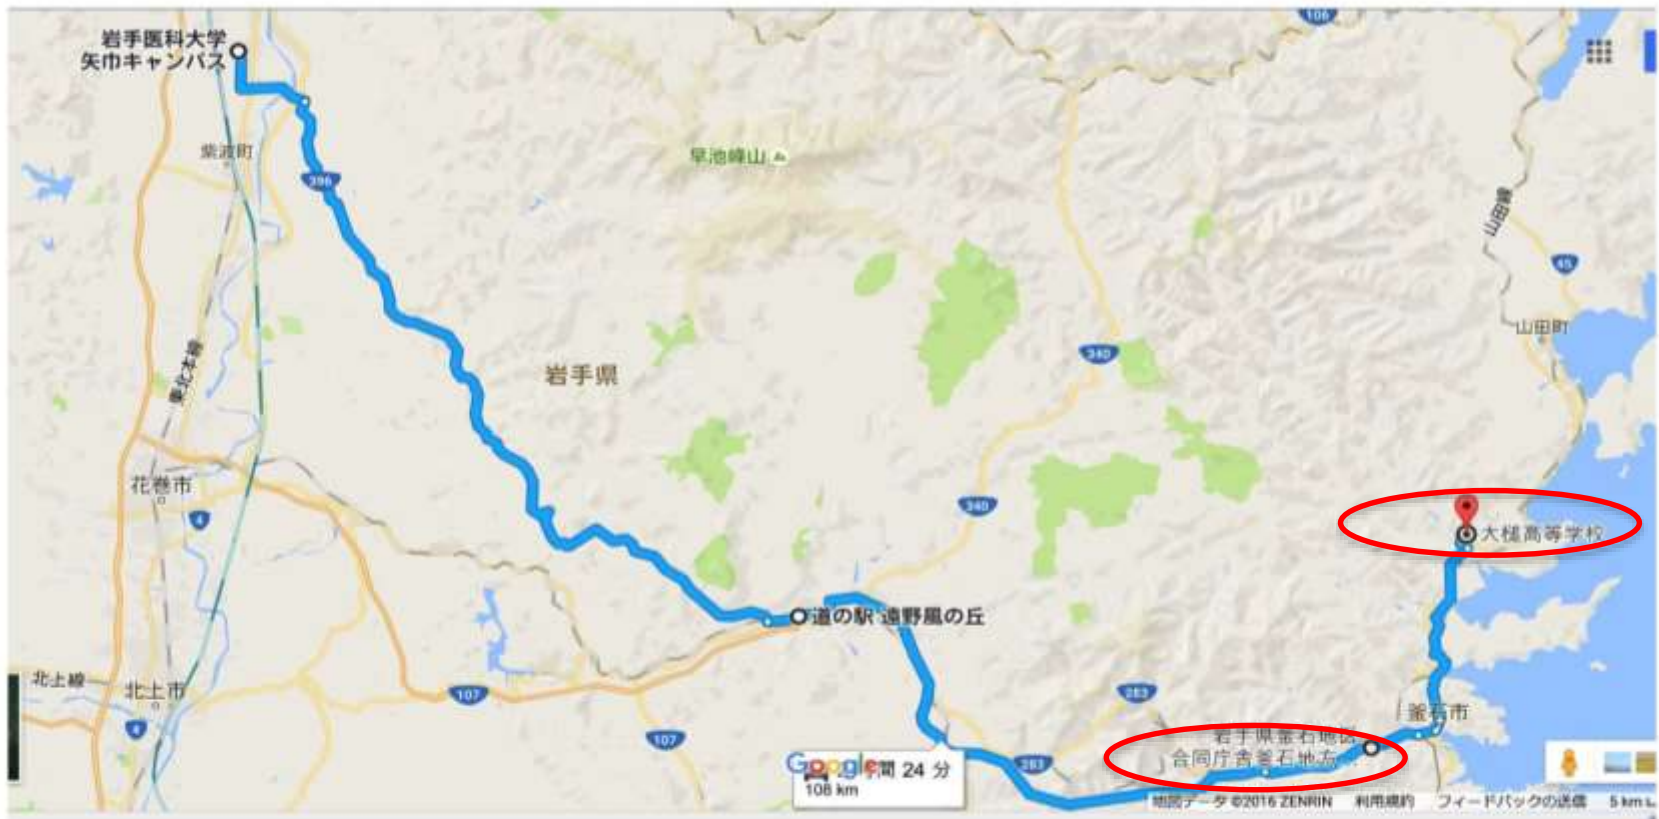 岩手医科大学
矢巾キャンパス
106
紫波町
早池峰山
396
山田線
45
山田町
岩手県
東北本線
340
花巻市
4
340
大槌高等学校
道の駅 遠野風の丘
北上線
北上市
107
283
釜石市
4
107
岩手県釜石地区
合同庁舎釜石地方...
283
Google
間 24 分
108 km
地図データ ©2016 ZENRIN
利用規約
フィードバックの送信
5 km